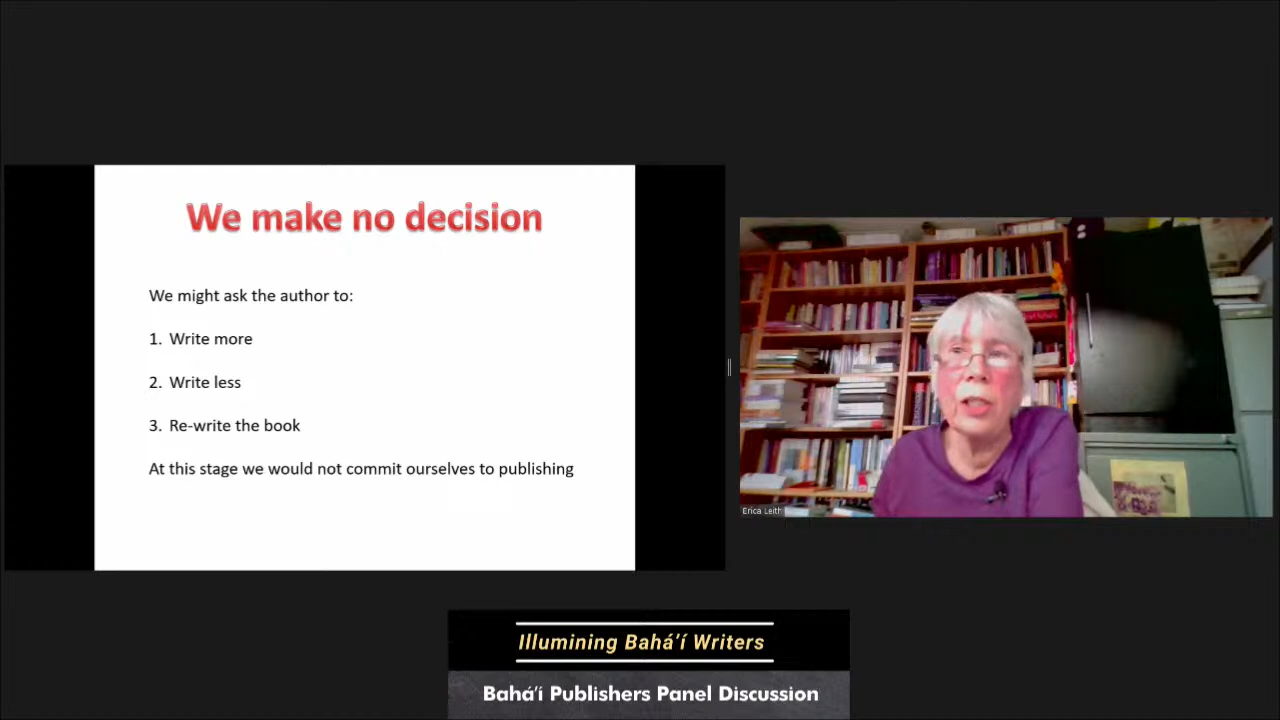 We make no decision
We might ask the author to:
1. Write more
2. Write less
3. Re-write the book
At this stage we would not commit ourselves to publishing
Erica Leith
Illumining Bahá’í Writers
Bahá’í Publishers Panel Discussion